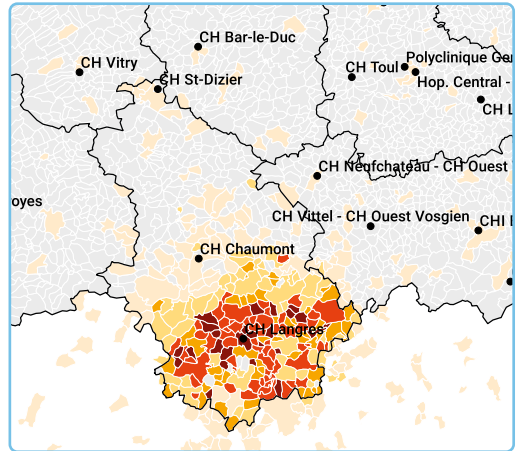 CH Bar-le-Duc
CH Vitry
Polyclinique Ge
CH Toul
Hop. Central -
CH St-Dizier
CH L
CH Neufchateau - CH Ouest
oyes
CH Vittel - CH Ouest Vosgien
CHI
CH Chaumont
CH Langres